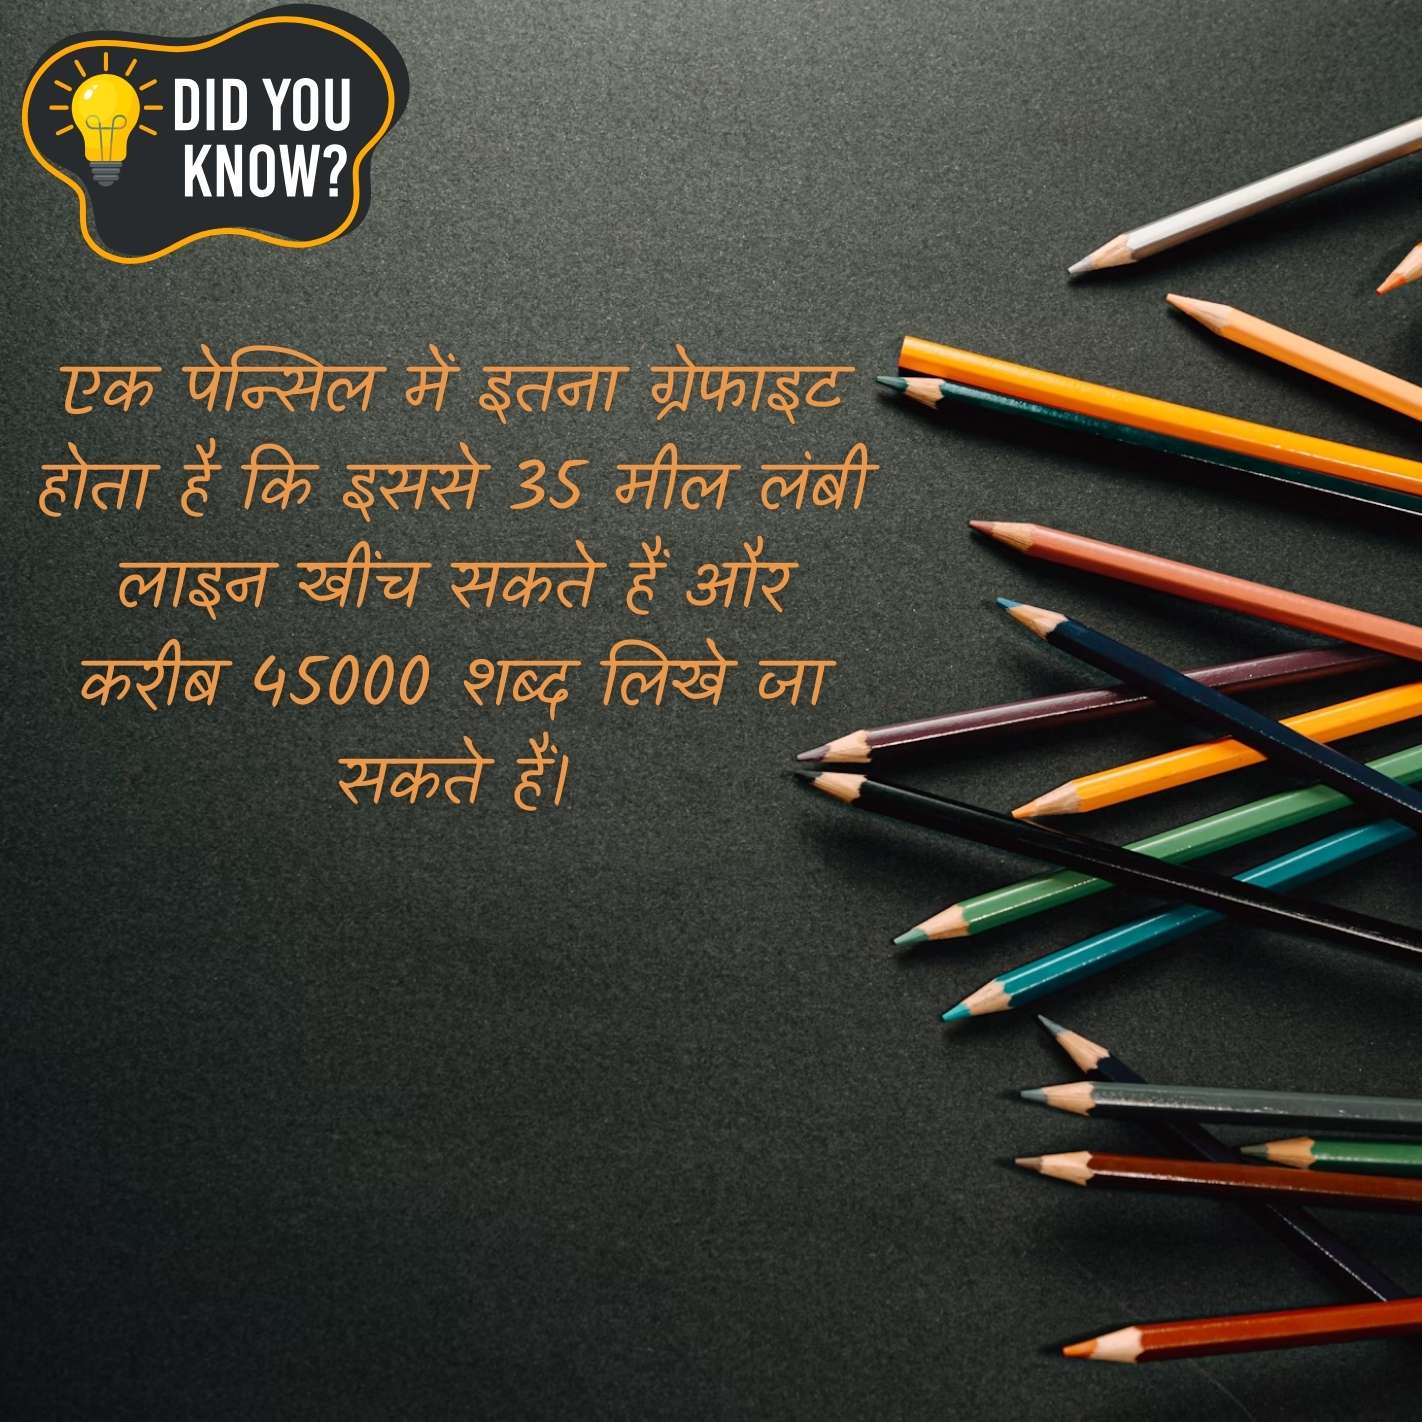 DID YOU
KNOW?
एक पेन्सिल में इतना ग्रेफाइट
होता है कि इससे 35 मील लंबी
लाइन खींच सकते हैं और
करीब 45000 शब्द लिखे जा
सकते हैं।